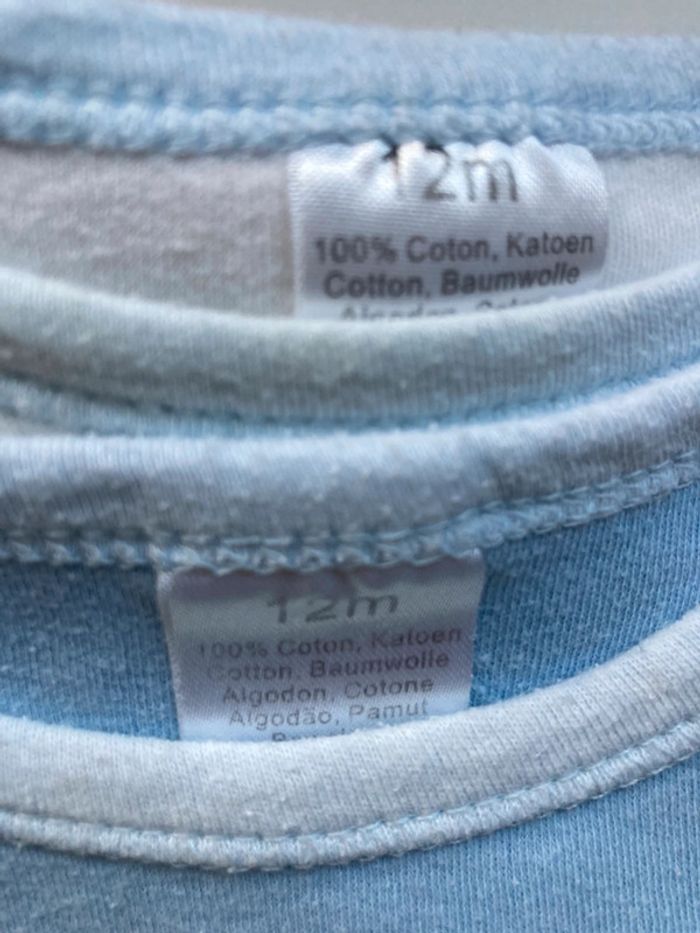 12m
100% Coton, Katoen
Cotton, Baumwolle
12m
100% Coton, Katoen
Cotton, Baumwolle
Algodon, Cotone
Algodão, Pamut